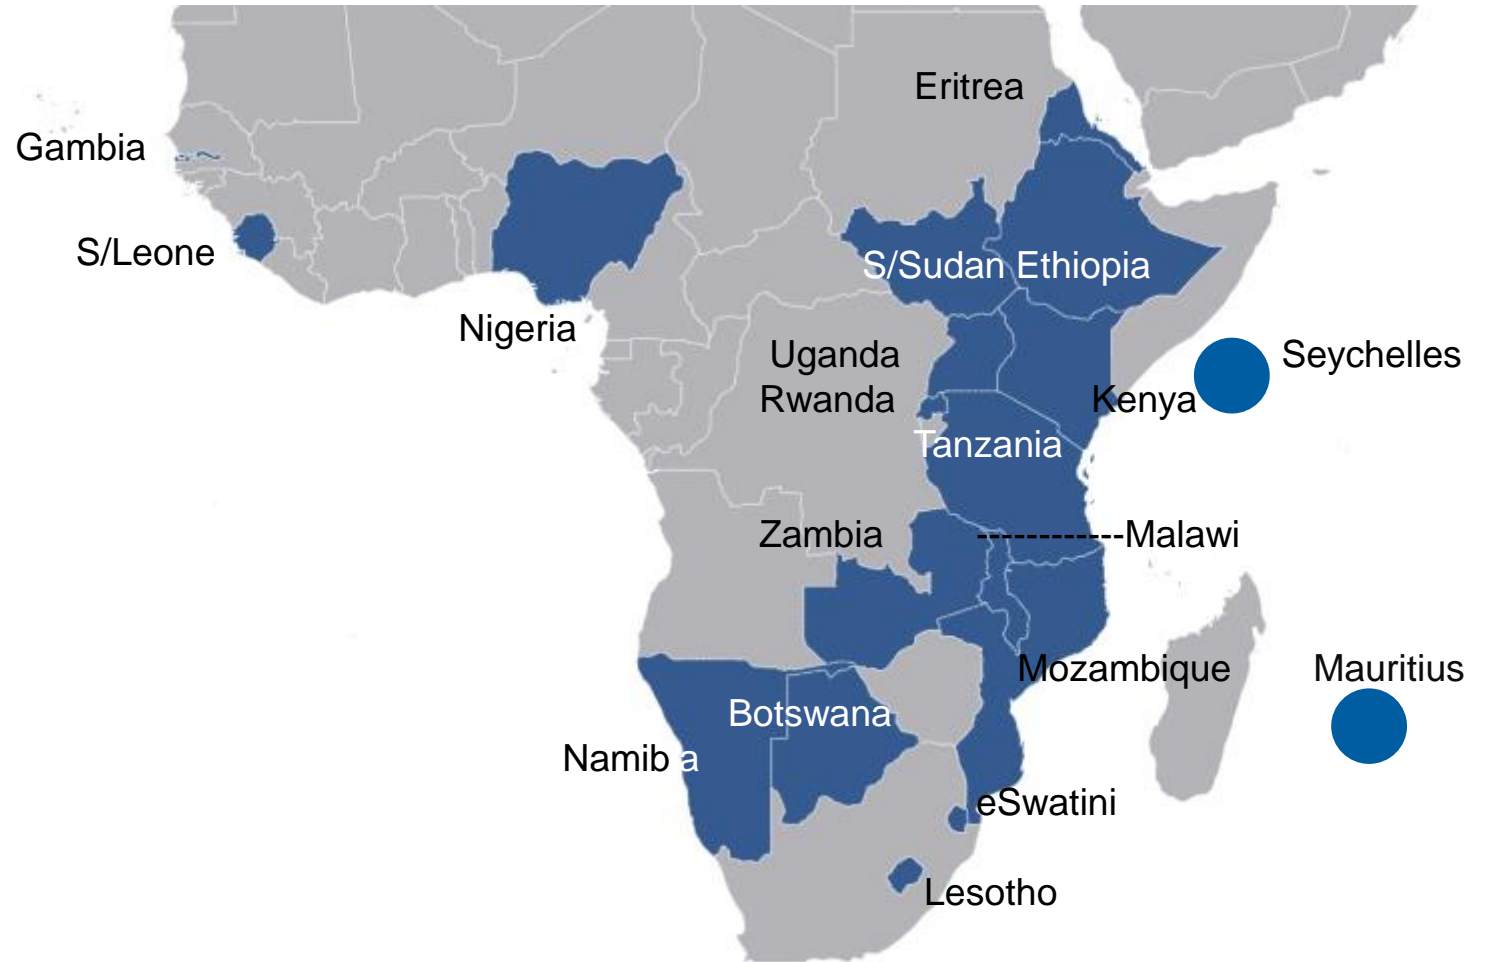 Eritrea
Gambia
S/Leone
S/Sudan Ethiopia
Nigeria
Uganda
Seychelles
Rwanda
Kenya
Tanzania
Zambia
------------Malawi
Mozambique
Mauritius
Botswana
Namib a
eSwatini
Lesotho